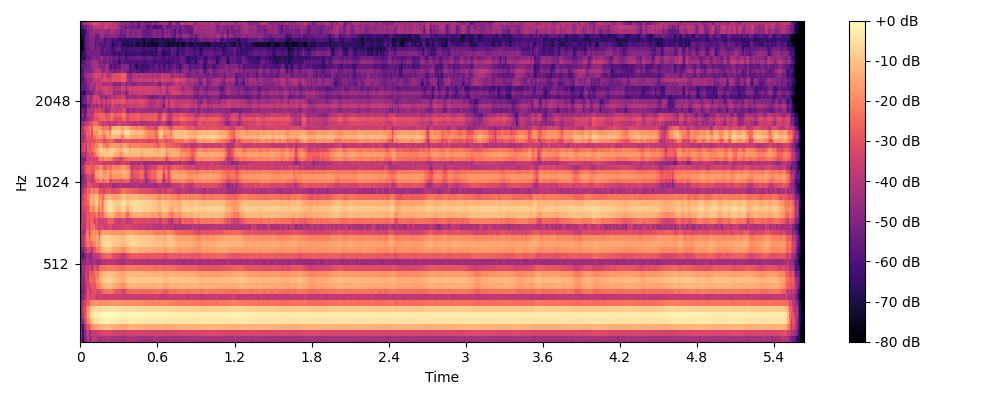 +0 dB
-10 dB
2048
-20 dB
-30 dB
Hz
1024
-40 dB
-50 dB
512
-60 dB
-70 dB
-80 dB
0 0.6 1.2 1.8 2.4 3 3.6 4.2 4.8 5.4
Time